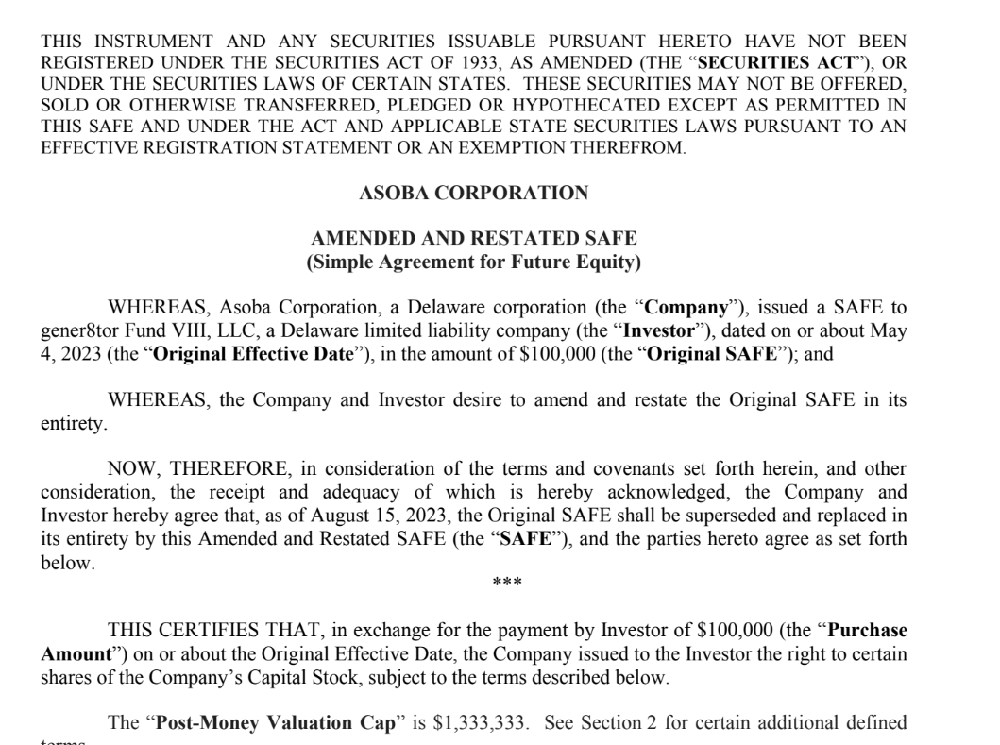 THIS INSTRUMENT AND ANY SECURITIES ISSUABLE PURSUANT HERETO HAVE NOT BEEN
REGISTERED UNDER THE SECURITIES ACT OF 1933, AS AMENDED (THE “SECURITIES ACT”), OR
UNDER THE SECURITIES LAWS OF CERTAIN STATES. THESE SECURITIES MAY NOT BE OFFERED,
SOLD OR OTHERWISE TRANSFERRED, PLEDGED OR HYPOTHECATED EXCEPT AS PERMITTED IN
THIS SAFE AND UNDER THE ACT AND APPLICABLE STATE SECURITIES LAWS PURSUANT TO AN
EFFECTIVE REGISTRATION STATEMENT OR AN EXEMPTION THEREFROM.
ASOBA CORPORATION
AMENDED AND RESTATED SAFE
(Simple Agreement for Future Equity)
WHEREAS, Asoba Corporation, a Delaware corporation (the “Company”), issued a SAFE to
gener8tor Fund VIII, LLC, a Delaware limited liability company (the “Investor”), dated on or about May
4, 2023 (the “Original Effective Date”), in the amount of $100,000 (the “Original SAFE”); and
WHEREAS, the Company and Investor desire to amend and restate the Original SAFE in its
entirety.
NOW, THEREFORE, in consideration of the terms and covenants set forth herein, and other
consideration, the receipt and adequacy of which is hereby acknowledged, the Company and
Investor hereby agree that, as of August 15, 2023, the Original SAFE shall be superseded and replaced in
its entirety by this Amended and Restated SAFE (the “SAFE”), and the parties hereto agree as set forth
below.
***
THIS CERTIFIES THAT, in exchange for the payment by Investor of $100,000 (the “Purchase
Amount”) on or about the Original Effective Date, the Company issued to the Investor the right to certain
shares of the Company’s Capital Stock, subject to the terms described below.
The “Post-Money Valuation Cap” is $1,333,333. See Section 2 for certain additional defined